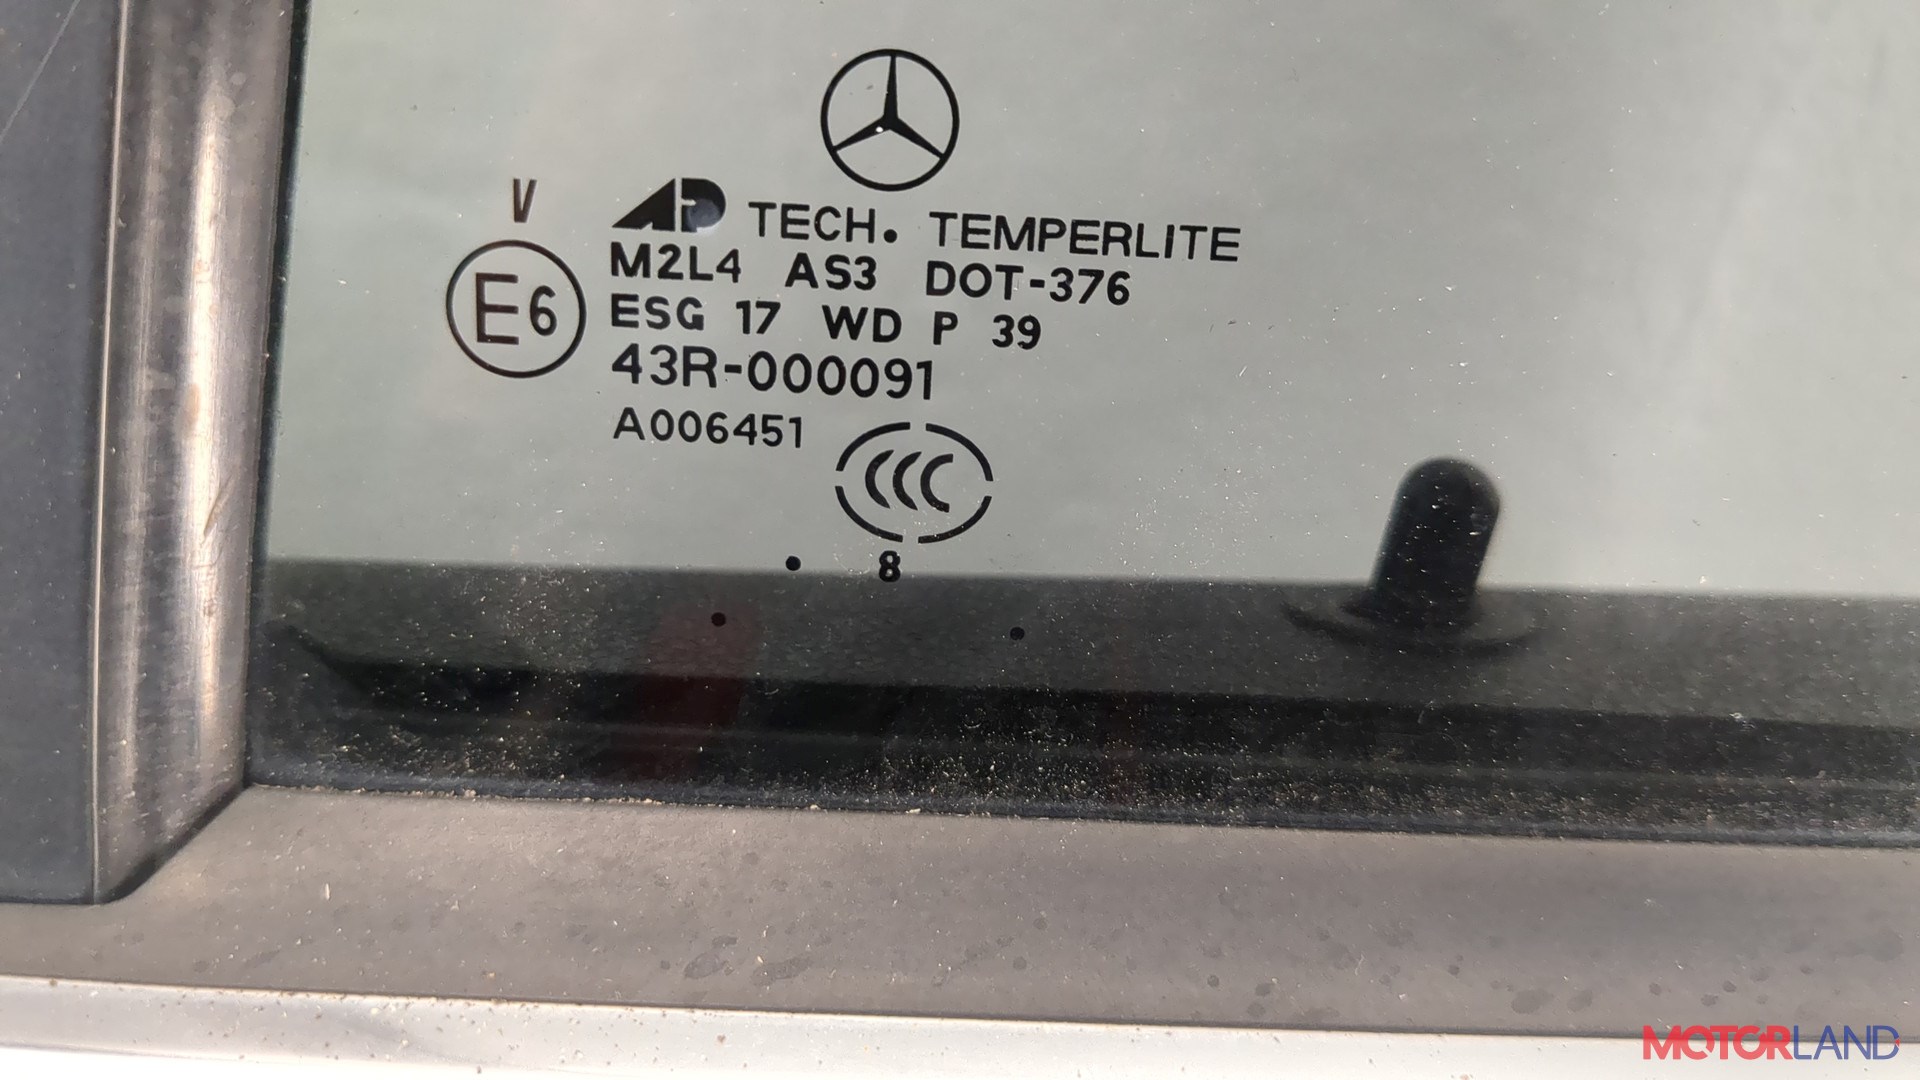 V
AP TECH. TEMPERLITE
M2L4 AS3 DOT-376
E6
ESG 17 WD P 39
43R-000091
A006451
CCC
8
MOTORLAND